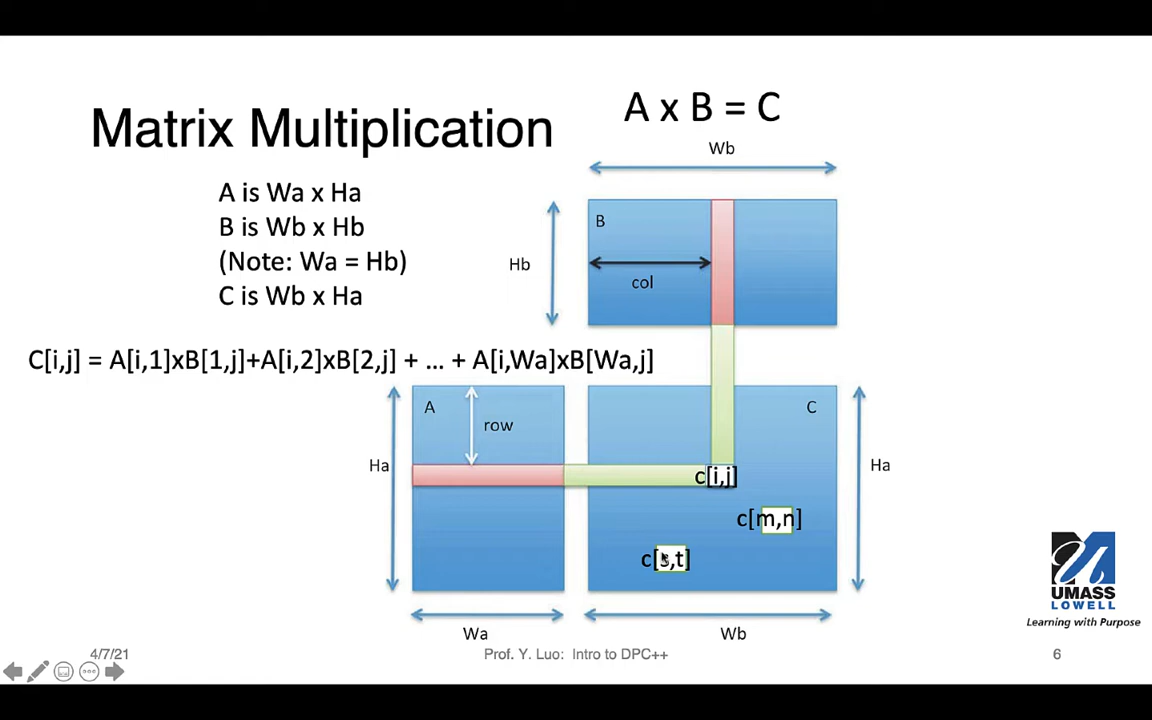 A x B = C
Matrix Multiplication
Wb
A is Wa x Ha
B is Wb x Hb
(Note: Wa = Hb)
C is Wb x Ha
B
Hb
col
C[i,j] = A[i,1]xB[1,j]+A[i,2]xB[2,j] + ... + A[i,Wa]xB[Wa,j]
A
C
row
Ha
Ha
c[i,j]
c[m,n]
c[s,t]
Wa
Wb
UMASS
LOWELL
Learning with Purpose
4/7/21
Prof. Y. Luo: Intro to DPC++
6